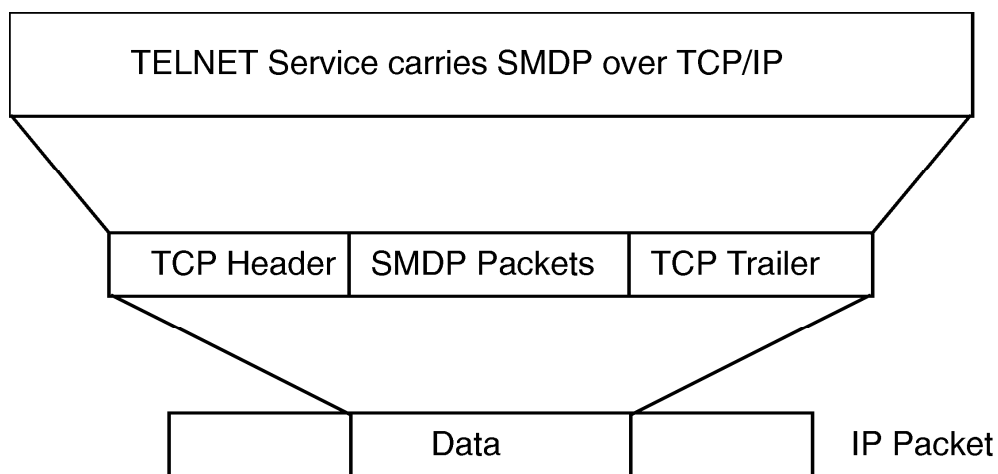 TELNET Service carries SMDP over TCP/IP
TCP Header
SMDP Packets
TCP Trailer
Data
IP Packet